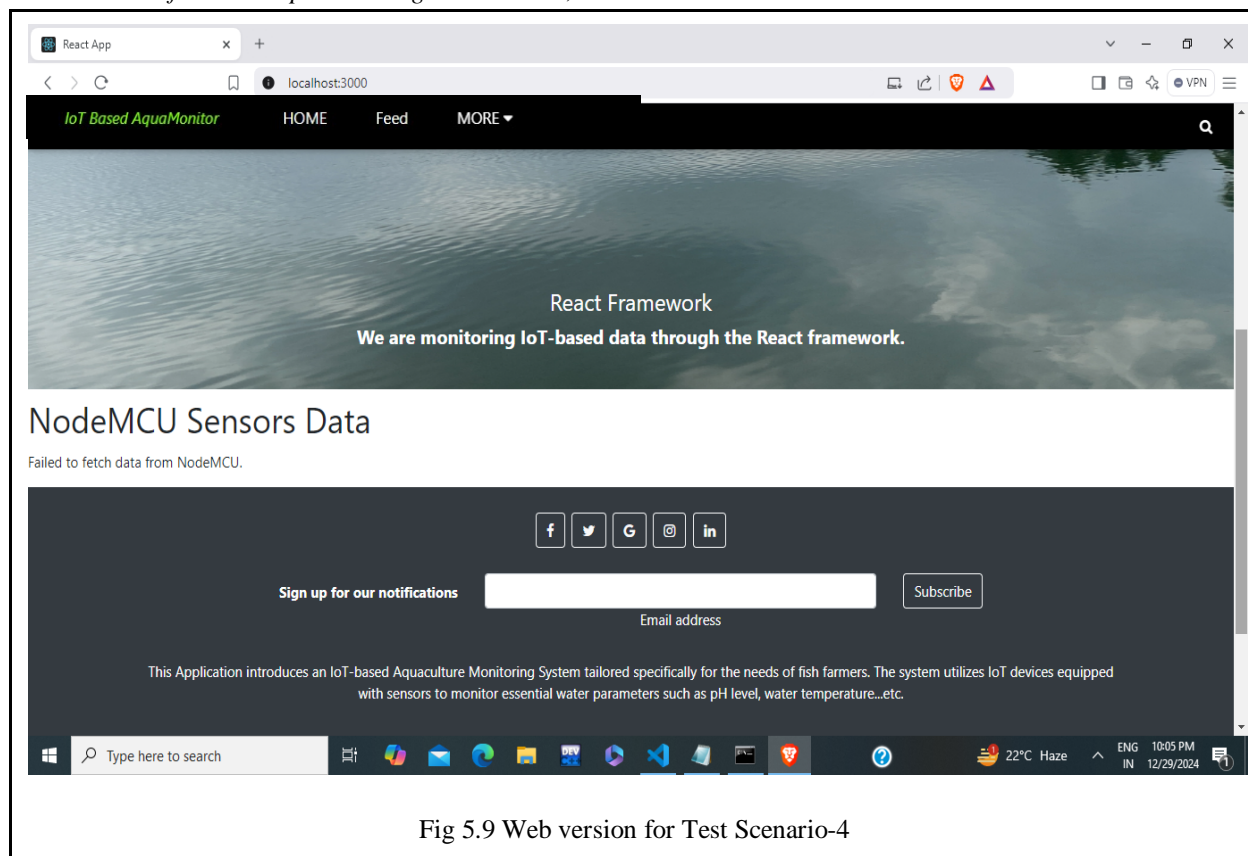 React App
localhost:3000
VPN
IoT Based AquaMonitor HOME Feed MORE
React Framework
We are monitoring IoT-based data through the React framework.
NodeMCU Sensors Data
Failed to fetch data from NodeMCU.
f G in
Sign up for our notifications Subscribe
Email address
This Application introduces an IoT-based Aquaculture Monitoring System tailored specifically for the needs of fish farmers. The system utilizes IoT devices equipped
with sensors to monitor essential water parameters such as pH level, water temperature...etc.
Type here to search DEV 22°C Haze ENG 10:05 PM
IN 12/29/2024 1
Fig 5.9 Web version for Test Scenario-4